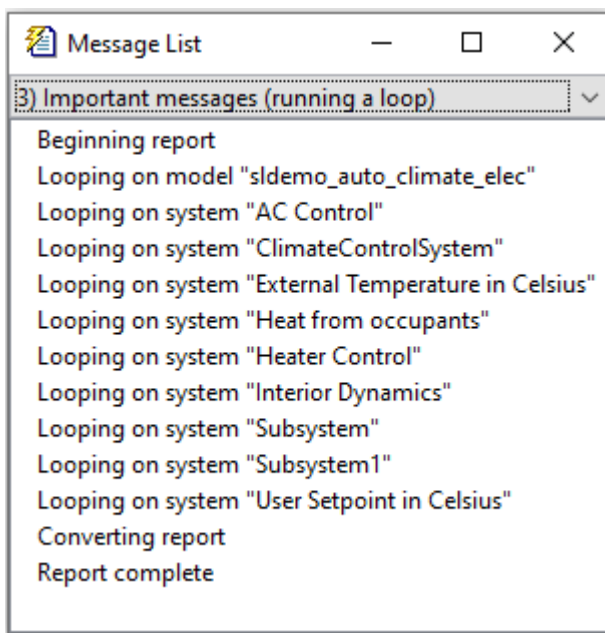 Message List
3) Important messages (running a loop)
Beginning report
Looping on model "sldemo_auto_climate_elec"
Looping on system "AC Control"
Looping on system "ClimateControlSystem"
Looping on system "External Temperature in Celsius"
Looping on system "Heat from occupants"
Looping on system "Heater Control"
Looping on system "Interior Dynamics"
Looping on system "Subsystem"
Looping on system "Subsystem1"
Looping on system "User Setpoint in Celsius"
Converting report
Report complete